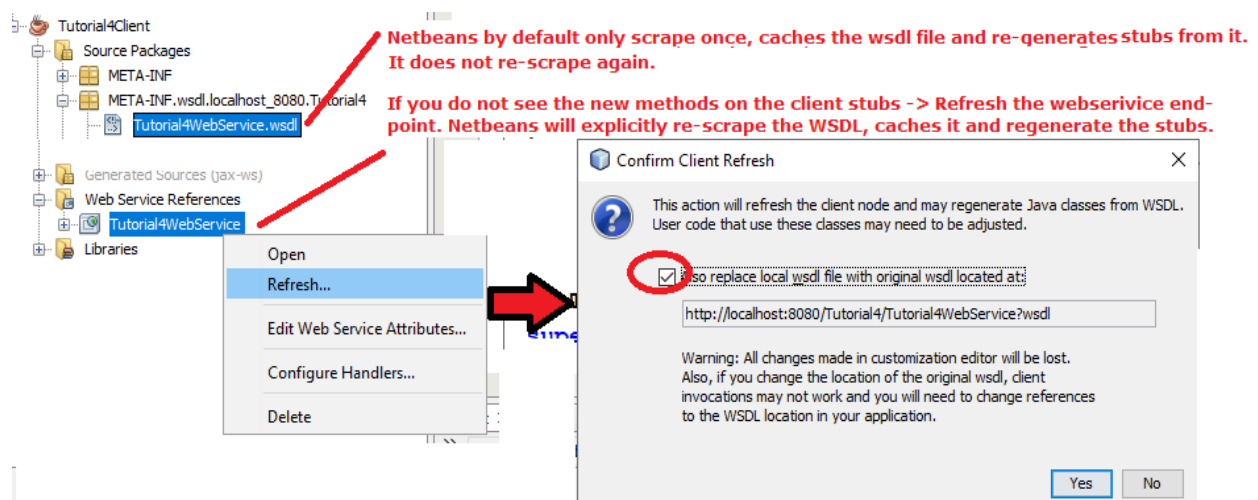 Tutorial4Client
Source Packages
META-INF
META-INF.wsdl.localhost_8080.Tutorial4
Tutorial4WebService.wsdl
Generated Sources (jax-ws)
Web Service References
Tutorial4WebService
Libraries
Netbeans by default only scrape once, caches the wsdl file and re-generates stubs from it.
It does not re-scrape again.
If you do not see the new methods on the client stubs -> Refresh the webserivice end-
point. Netbeans will explicitly re-scrape the WSDL, caches it and regenerate the stubs.
Open
Refresh...
Edit Web Service Attributes...
Configure Handlers...
Delete
Confirm Client Refresh
This action will refresh the client node and may regenerate Java classes from WSDL.
User code that use these classes may need to be adjusted.
replace local wsdl file with original wsdl located at:
http://localhost:8080/Tutorial4/Tutorial4WebService?wsdl
Warning: All changes made in customization editor will be lost.
Also, if you change the location of the original wsdl, client
invocations may not work and you will need to change references
to the WSDL location in your application.
Yes No